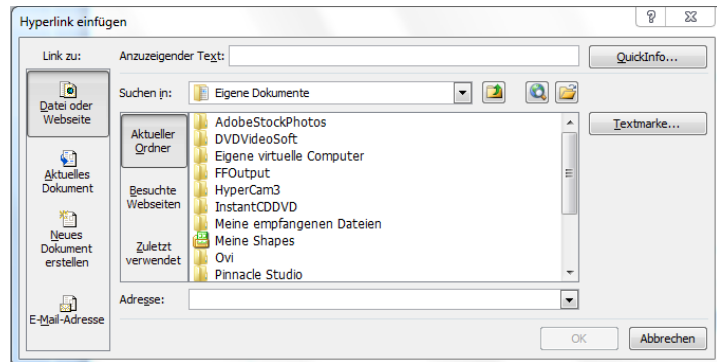 Hyperlink einfügen
Link zu:
Anzuzeigender Text:
QuickInfo...
Datei oder
Webseite
Suchen in:
Eigene Dokumente
Textmarke...
Aktueller
Ordner
AdobeStockPhotos
DVDVideoSoft
Eigene virtuelle Computer
FFOutput
HyperCam3
InstantCDDVD
Meine empfangenen Dateien
Meine Shapes
Ovi
Pinnacle Studio
Aktuelles
Dokument
Besuchte
Webseiten
Neues
Dokument
erstellen
Zuletzt
verwendet
E-Mail-Adresse
Adresse:
OK
Abbrechen